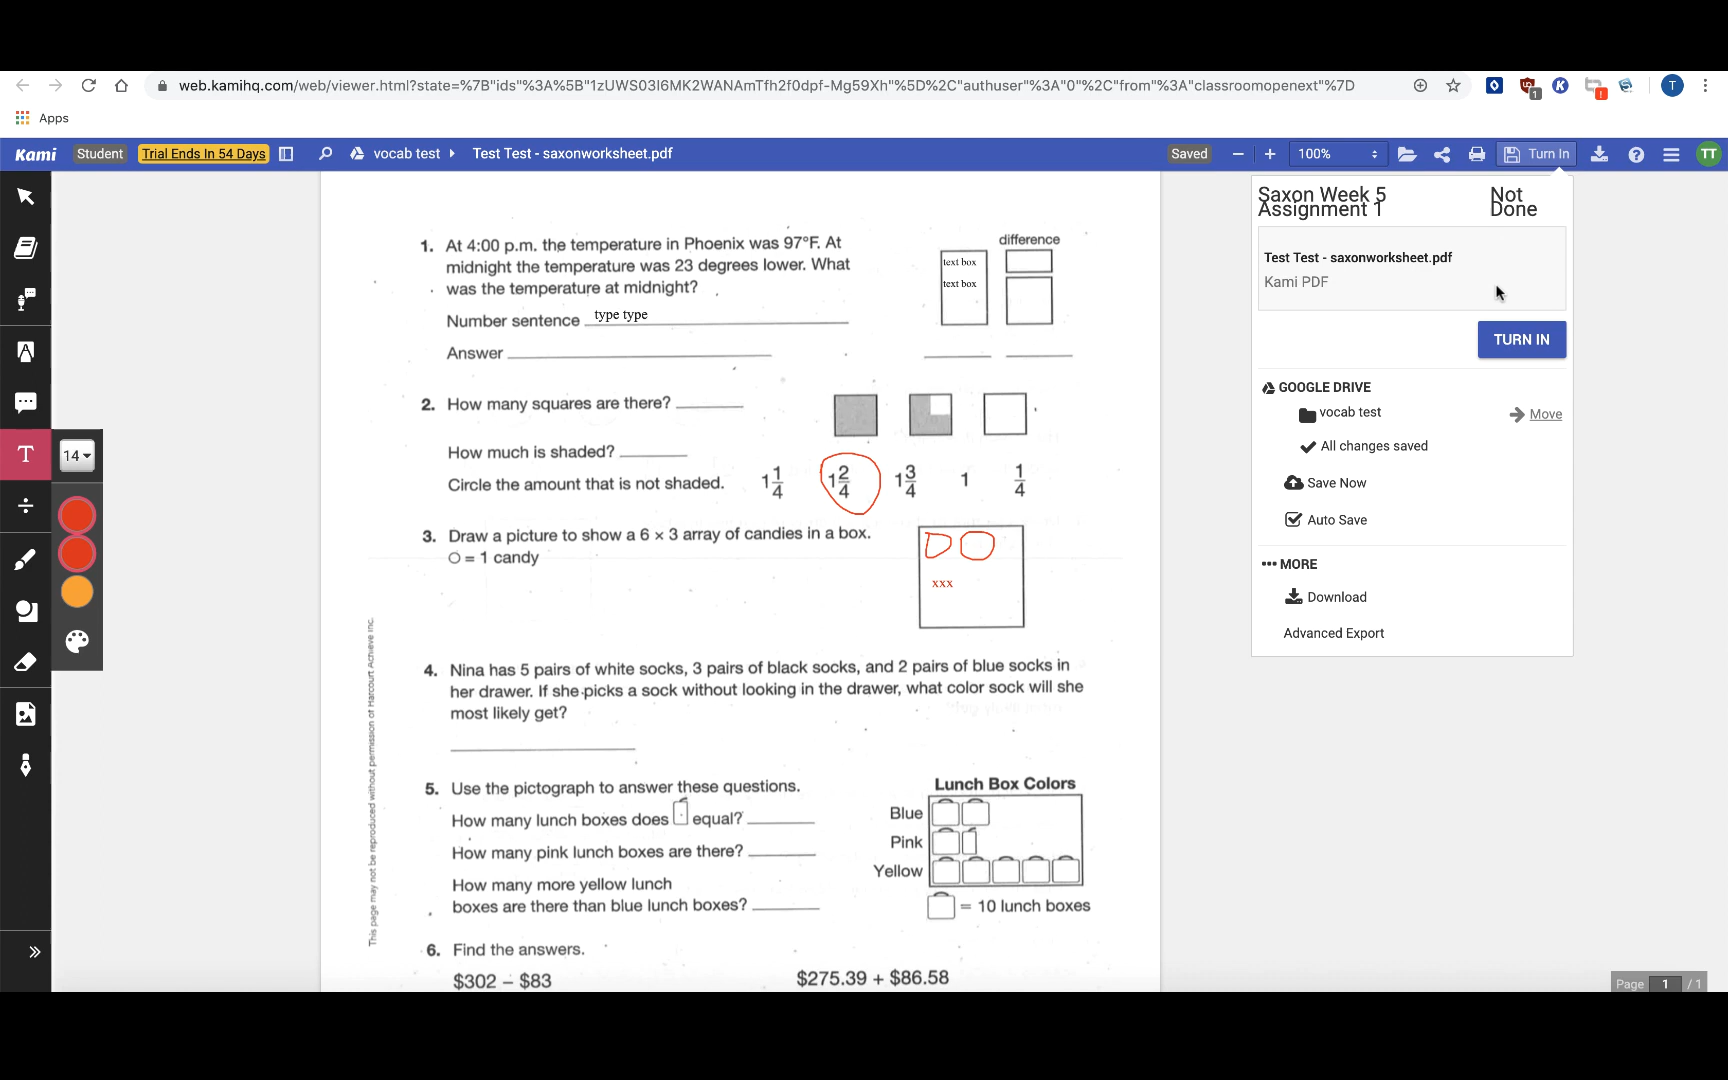 web.kamihq.com/web/viewer.html?state=%7B"ids"%3A%5B"1zUWS03I6MK2WANAmTfh2f0dpf-Mg59Xh"%5D%2C"authuser"%3A"0"%2C"from"%3A"classroomopenext"%7D
1
!
T
Apps
Kami Student Trial Ends In 54 Days vocab test Test Test - saxonworksheet.pdf Saved 100% Turn In ? TT
Saxon Week 5
Assignment 1
Not
Done
Test Test - saxonworksheet.pdf
Kami PDF
TURN IN
GOOGLE DRIVE
vocab test
Move
All changes saved
Save Now
Auto Save
MORE
Download
Advanced Export
T
14
1. At 4:00 p.m. the temperature in Phoenix was 97°F. At
midnight the temperature was 23 degrees lower. What
was the temperature at midnight?
Number sentence type type
Answer
difference
text box
text box
2. How many squares are there?
How much is shaded?
Circle the amount that is not shaded. 1 1/4 1 2/4 1 3/4 1 1/4
3. Draw a picture to show a 6 × 3 array of candies in a box.
O = 1 candy
xxx
4. Nina has 5 pairs of white socks, 3 pairs of black socks, and 2 pairs of blue socks in
her drawer. If she picks a sock without looking in the drawer, what color sock will she
most likely get?
5. Use the pictograph to answer these questions.
How many lunch boxes does equal?
How many pink lunch boxes are there?
How many more yellow lunch
boxes are there than blue lunch boxes?
Lunch Box Colors
Blue
Pink
Yellow
= 10 lunch boxes
6. Find the answers.
$302 – $83 $275.39 + $86.58
This page may not be reproduced without permission of Harcourt Achieve Inc.
Page 1 / 1